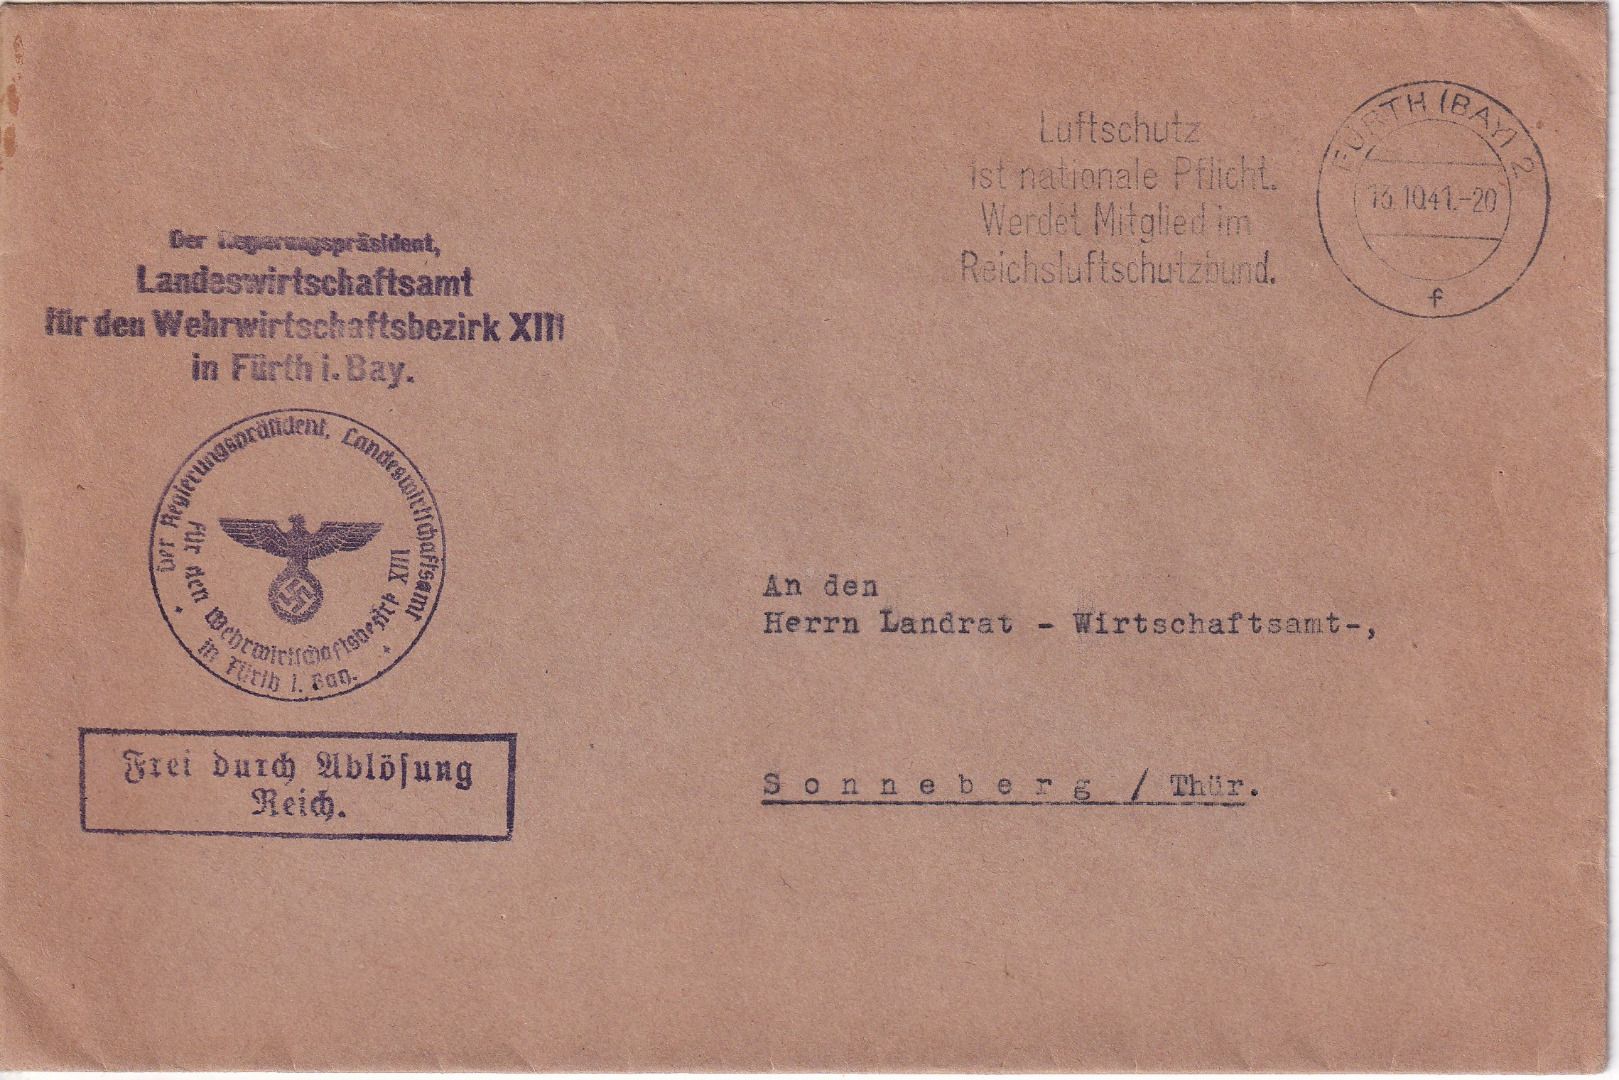 Luftschutz
ist nationale Pflicht.
Werdet Mitglied im
Reichsluftschutzbund.
FÜRTH (BAY) 2
13.10.41.-20
f
Der Regierungspräsident,
Landeswirtschaftsamt
für den Wehrwirtschaftsbezirk XIII
in Fürth i. Bay.
Der Regierungspräſident, Landeswirtſchaftsamt
für den Wehrwirtſchaftsbezirk XIII
in Fürth i. Bay.
An den
Herrn Landrat - Wirtschaftsamt-,
S o n n e b e r g / Thür.
Frei durch Ablöſung
Reich.